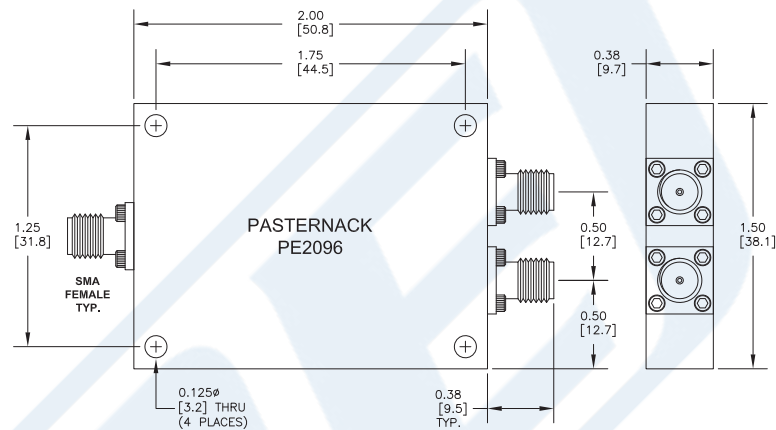 2.00
[50.8]
1.75
[44.5]
0.38
[9.7]
1.25
[31.8]
PASTERNACK
PE2096
SMA
FEMALE
TYP.
0.50
[12.7]
0.50
[12.7]
1.50
[38.1]
0.125ø
[3.2] THRU
(4 PLACES)
0.38
[9.5]
TYP.